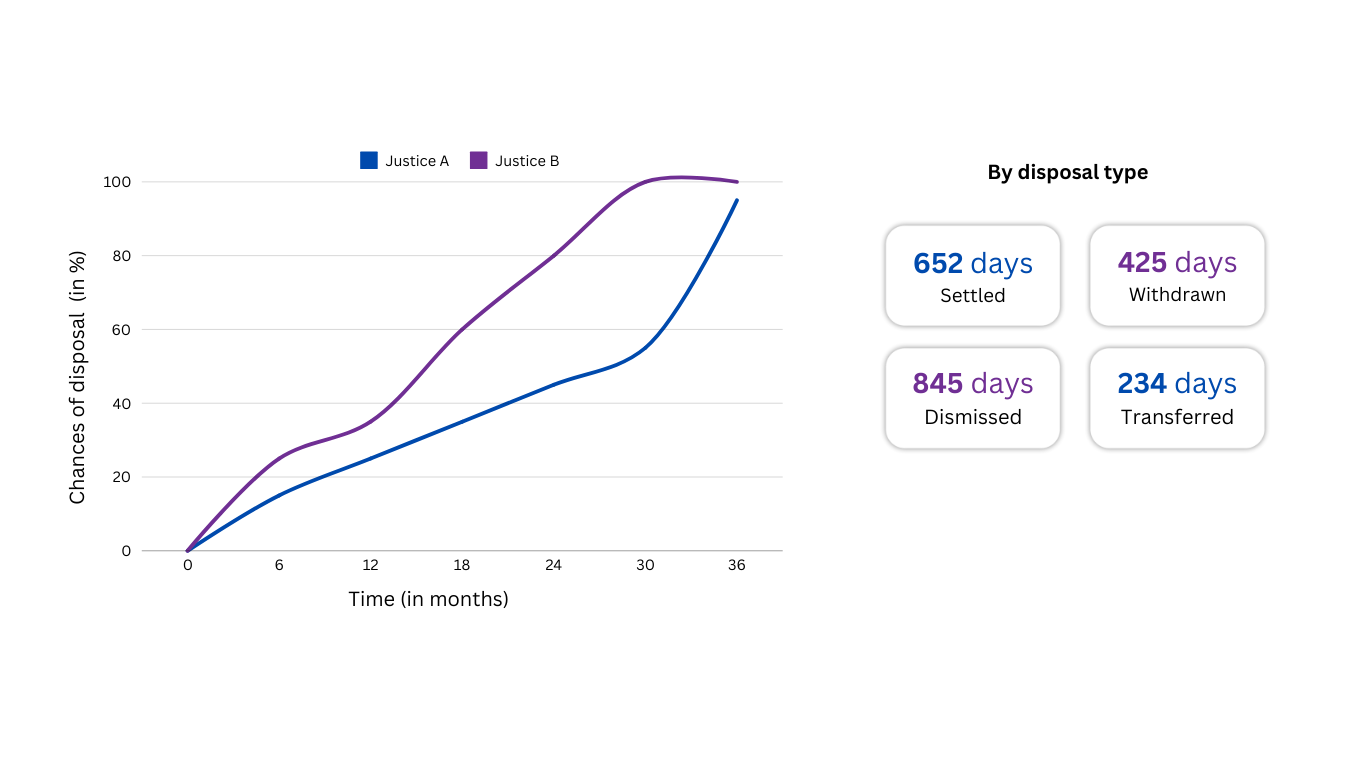 Justice A
Justice B
Chances of disposal (in %)
100
80
60
40
20
0
0 6 12 18 24 30 36
Time (in months)
By disposal type
652 days
Settled
425 days
Withdrawn
845 days
Dismissed
234 days
Transferred